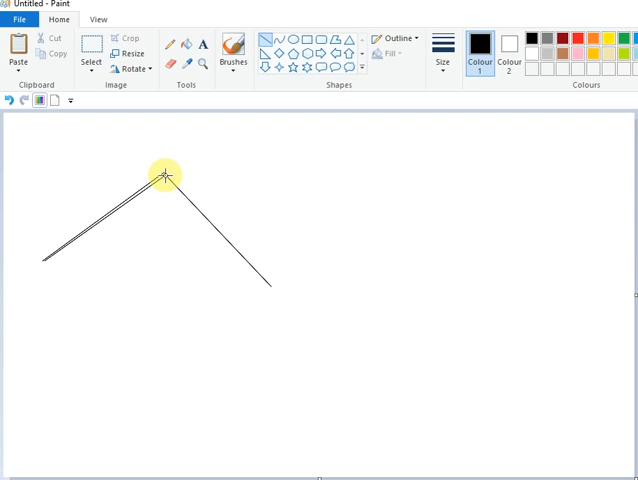 Untitled - Paint
File Home View
Paste
Cut
Copy
Clipboard
Select
Crop
Resize
Rotate
Image
A
Tools
Brushes
Outline
Fill
Shapes
Size
Colour 1
Colour 2
Colours